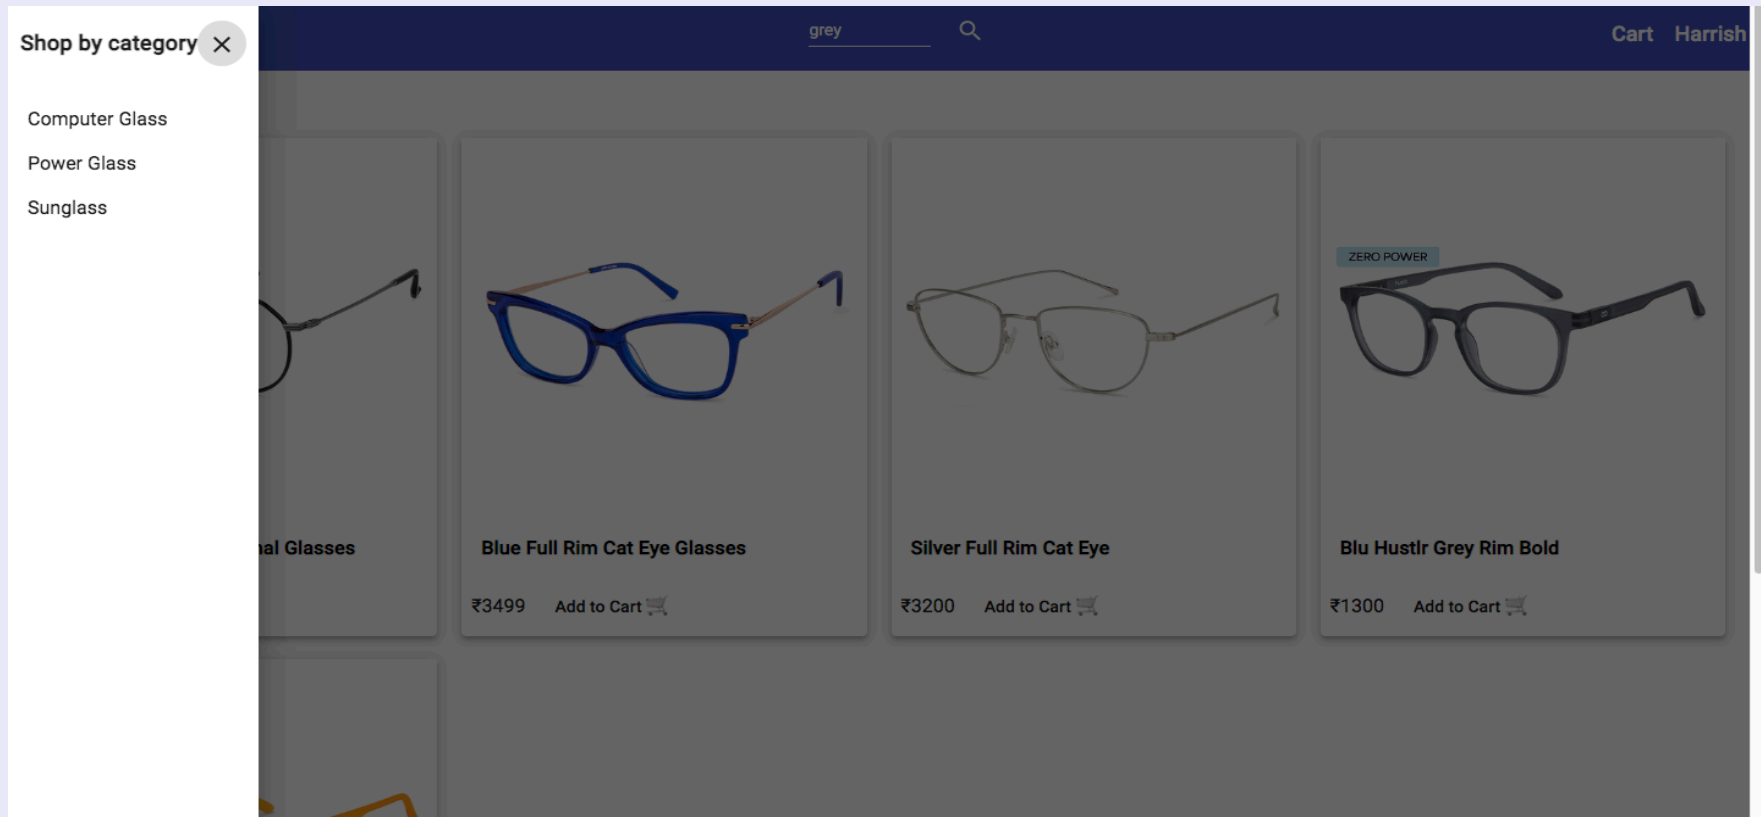 Shop by category
grey
Cart Harrish
Computer Glass
Power Glass
Sunglass
ZERO POWER
Glasses
Blue Full Rim Cat Eye Glasses
Silver Full Rim Cat Eye
Blu Hustlr Grey Rim Bold
₹3499 Add to Cart
₹3200 Add to Cart
₹1300 Add to Cart